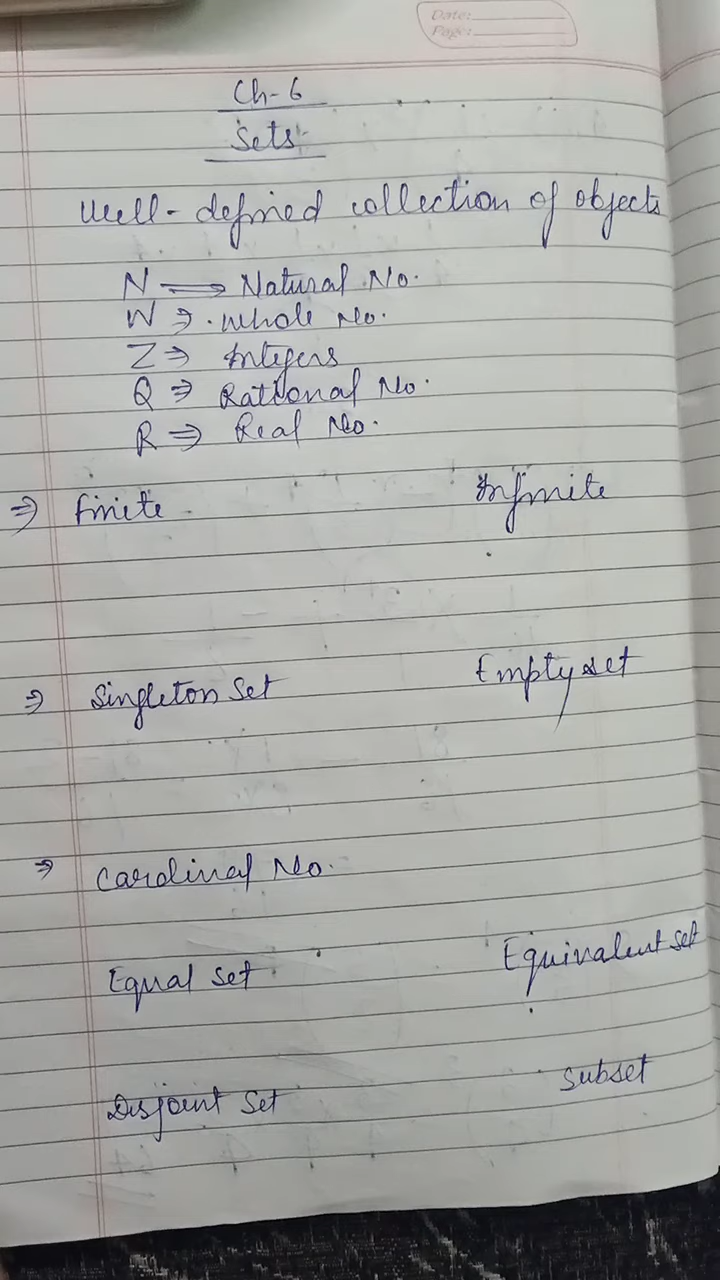 Date:
Page:
Ch-6
Sets
Well-defined collection of objects
N ⟹ Natural No.
W ⇒ Whole No.
Z ⇒ Integers
Q ⇒ Rational No.
R ⇒ Real No.
⇒ finite Infinite
⇒ Singleton Set Empty set
⇒ Cardinal No.
Equal Set Equivalent set
Disjoint Set Subset